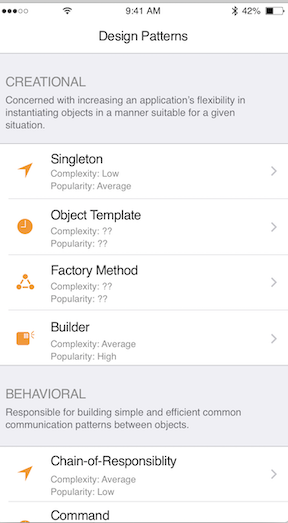 9:41 AM
42%
Design Patterns
CREATIONAL
Concerned with increasing an application's flexibility in
instantiating objects in a manner suitable for a given
situation.
Singleton
Complexity: Low
Popularity: Average
Object Template
Complexity: ??
Popularity: ??
Factory Method
Complexity: ??
Popularity: ??
Builder
Complexity: Average
Popularity: High
BEHAVIORAL
Responsible for building simple and efficient common
communication patterns between objects.
Chain-of-Responsiblity
Complexity: Average
Popularity: Low
Command